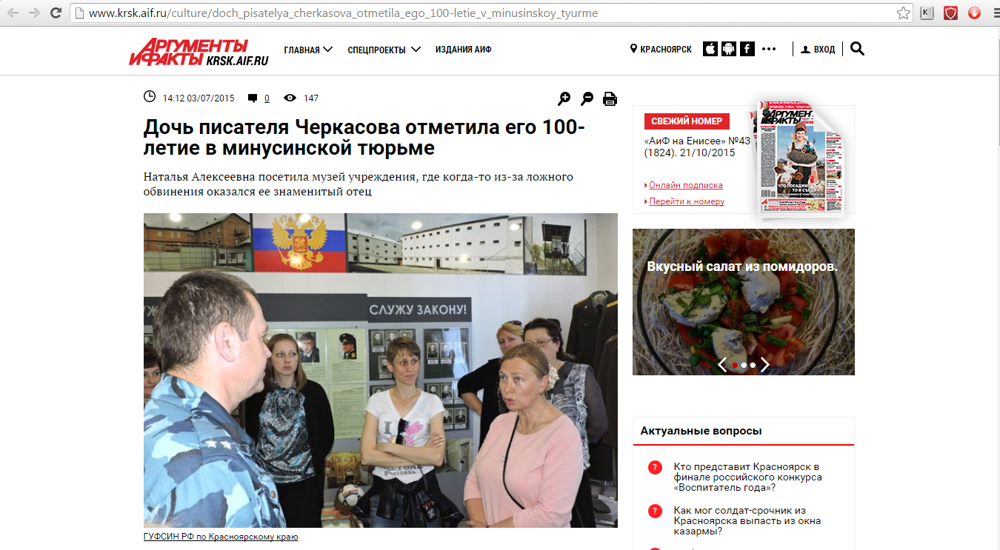 www.krsk.aif.ru/culture/doch_pisatelya_cherkasova_otmetila_ego_100-letie_v_minusinskoy_tyurme
K
АРГУМЕНТЫ
И ФАКТЫ KRSK.AIF.RU
ГЛАВНАЯ
СПЕЦПРОЕКТЫ
ИЗДАНИЯ АИФ
КРАСНОЯРСК
ВХОД
14:12 03/07/2015
0
147
Дочь писателя Черкасова отметила его 100-
летие в минусинской тюрьме
Наталья Алексеевна посетила музей учреждения, где когда-то из-за ложного
обвинения оказался ее знаменитый отец
СЛУЖУ ЗАКОНУ!
I
ГУФСИН РФ по Красноярскому краю
СВЕЖИЙ НОМЕР
«АиФ на Енисее» №43
(1824). 21/10/2015
Онлайн подписка
Перейти к номеру
АРГУМЕНТЫ
ЧТО ПОСАДИМ,
ТО И СЪЕДИМ
Вкусный салат из помидоров.
Актуальные вопросы
? Кто представит Красноярск в
финале российского конкурса
«Воспитатель года»?
? Как мог солдат-срочник из
Красноярска выпасть из окна
казармы?